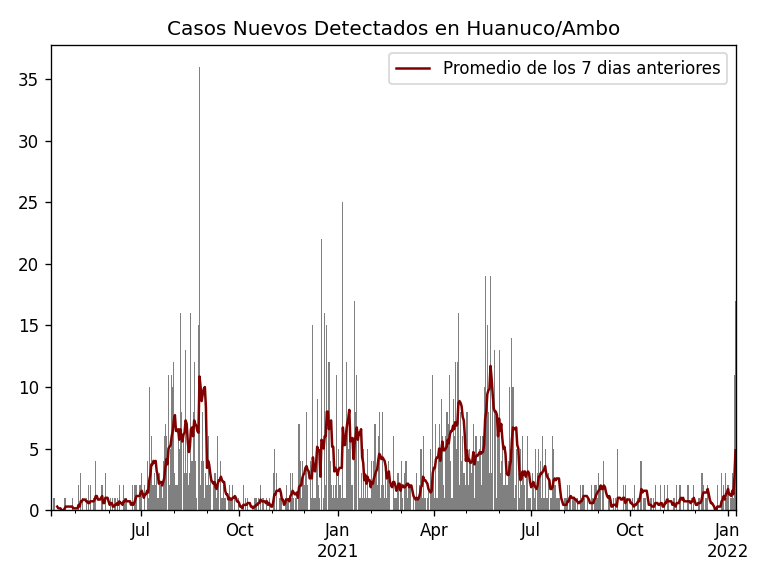 Casos Nuevos Detectados en Huanuco/Ambo
Promedio de los 7 dias anteriores
35
30
25
20
15
10
5
0
Jul
Oct
Jan
2021
Apr
Jul
Oct
Jan
2022